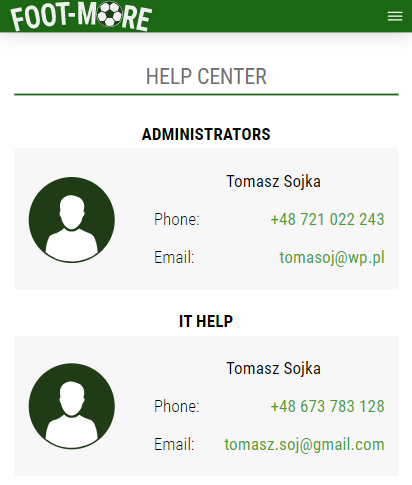 FOOT-MORE
HELP CENTER
ADMINISTRATORS
Tomasz Sojka
Phone: +48 721 022 243
Email: tomasoj@wp.pl
IT HELP
Tomasz Sojka
Phone: +48 673 783 128
Email: tomasz.soj@gmail.com